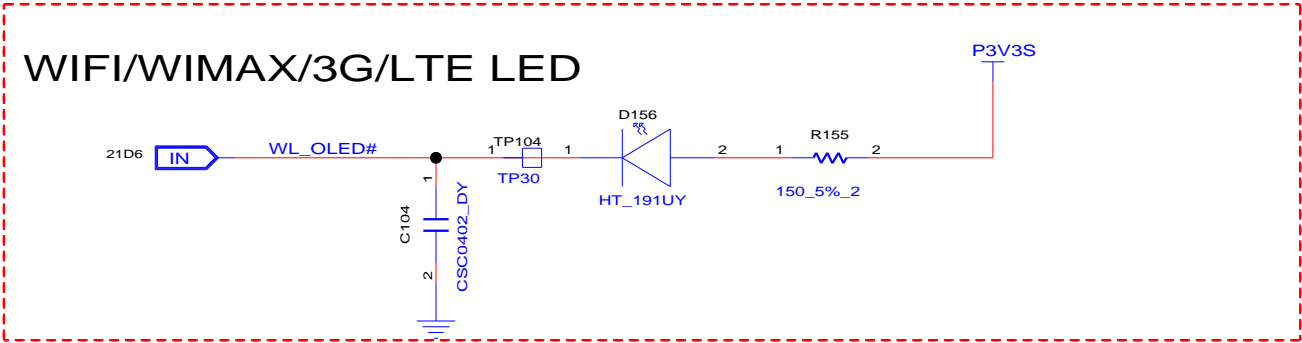 P3V3S
WIFI/WIMAX/3G/LTE LED
D156
R155
TP104
21D6
IN
WL_OLED#
1
1
2
1
2
TP30
HT_191UY
150_5%_2
1
C104
CSC0402_DY
2